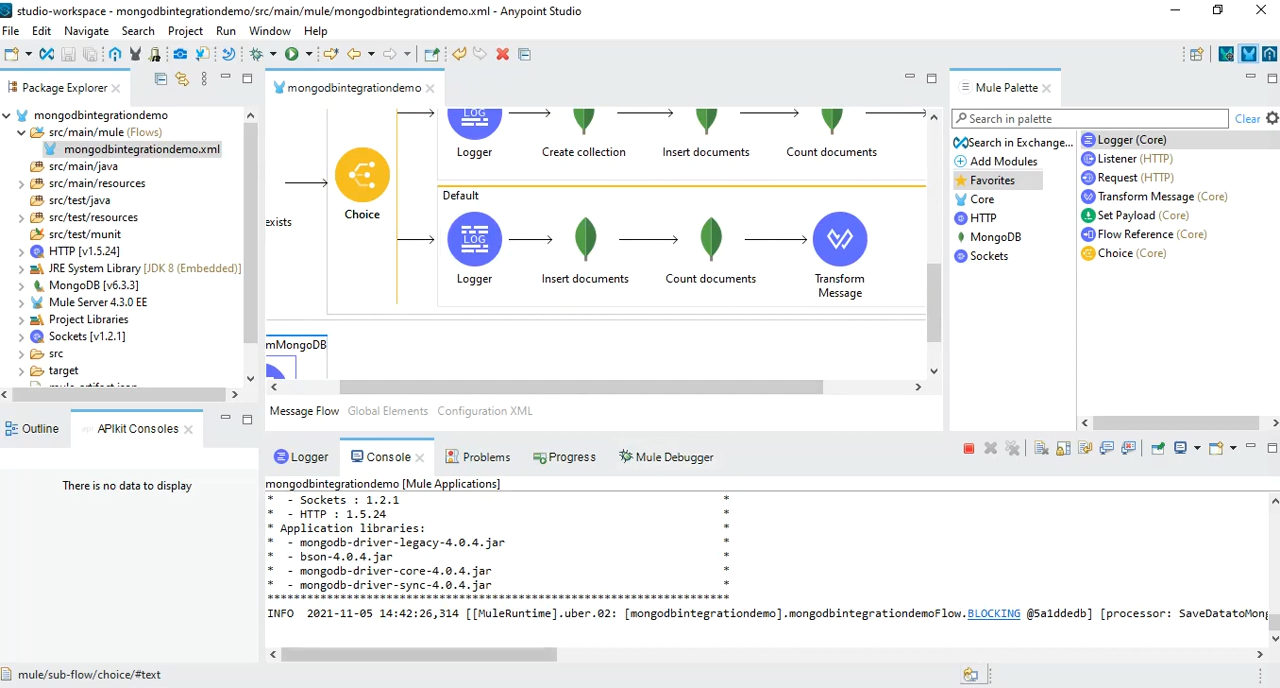 studio-workspace - mongodbintegrationdemo/src/main/mule/mongodbintegrationdemo.xml - Anypoint Studio
File Edit Navigate Search Project Run Window Help
Package Explorer
mongodbintegrationdemo
src/main/mule (Flows)
mongodbintegrationdemo.xml
src/main/java
src/main/resources
src/test/java
src/test/resources
src/test/munit
HTTP [v1.5.24]
JRE System Library [JDK 8 (Embedded)]
MongoDB [v6.3.3]
Mule Server 4.3.0 EE
Project Libraries
Sockets [v1.2.1]
src
target
mule-artifact.json
Outline
APIkit Consoles
There is no data to display
mongodbintegrationdemo
LOG
Logger
Create collection
Insert documents
Count documents
exists
Choice
Default
LOG
Logger
Insert documents
Count documents
Transform
Message
mMongoDB
Message Flow Global Elements Configuration XML
Mule Palette
Search in palette
Clear
Search in Exchange...
Add Modules
Favorites
Core
HTTP
MongoDB
Sockets
Logger (Core)
Listener (HTTP)
Request (HTTP)
Transform Message (Core)
Set Payload (Core)
Flow Reference (Core)
Choice (Core)
Logger
Console
Problems
Progress
Mule Debugger
mongodbintegrationdemo [Mule Applications]
* - Sockets : 1.2.1 *
* - HTTP : 1.5.24 *
* Application libraries: *
* - mongodb-driver-legacy-4.0.4.jar *
* - bson-4.0.4.jar *
* - mongodb-driver-core-4.0.4.jar *
* - mongodb-driver-sync-4.0.4.jar *
**********************************************************************
INFO 2021-11-05 14:42:26,314 [[MuleRuntime].uber.02: [mongodbintegrationdemo].mongodbintegrationdemoFlow.BLOCKING @5a1ddedb] [processor: SaveDatatoMong
mule/sub-flow/choice/#text